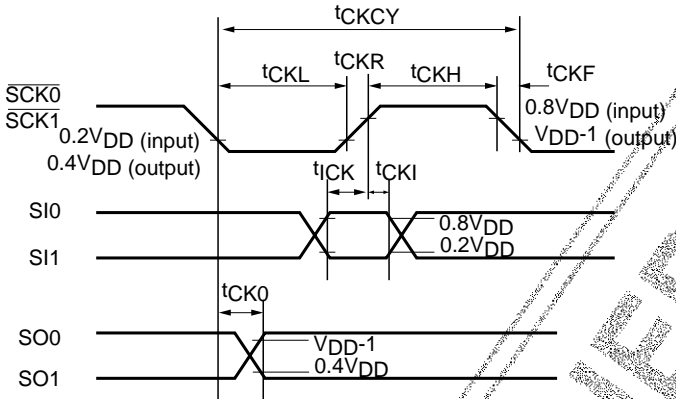 tCKCY
tCKR
tCKL
tCKH
tCKF
SCK0
SCK1
0.8VDD (input)
0.2VDD (input)
VDD-1 (output)
0.4VDD (output)
tICK
tCKI
SI0
0.8VDD
0.2VDD
SI1
tCK0
SO0
VDD-1
0.4VDD
SO1